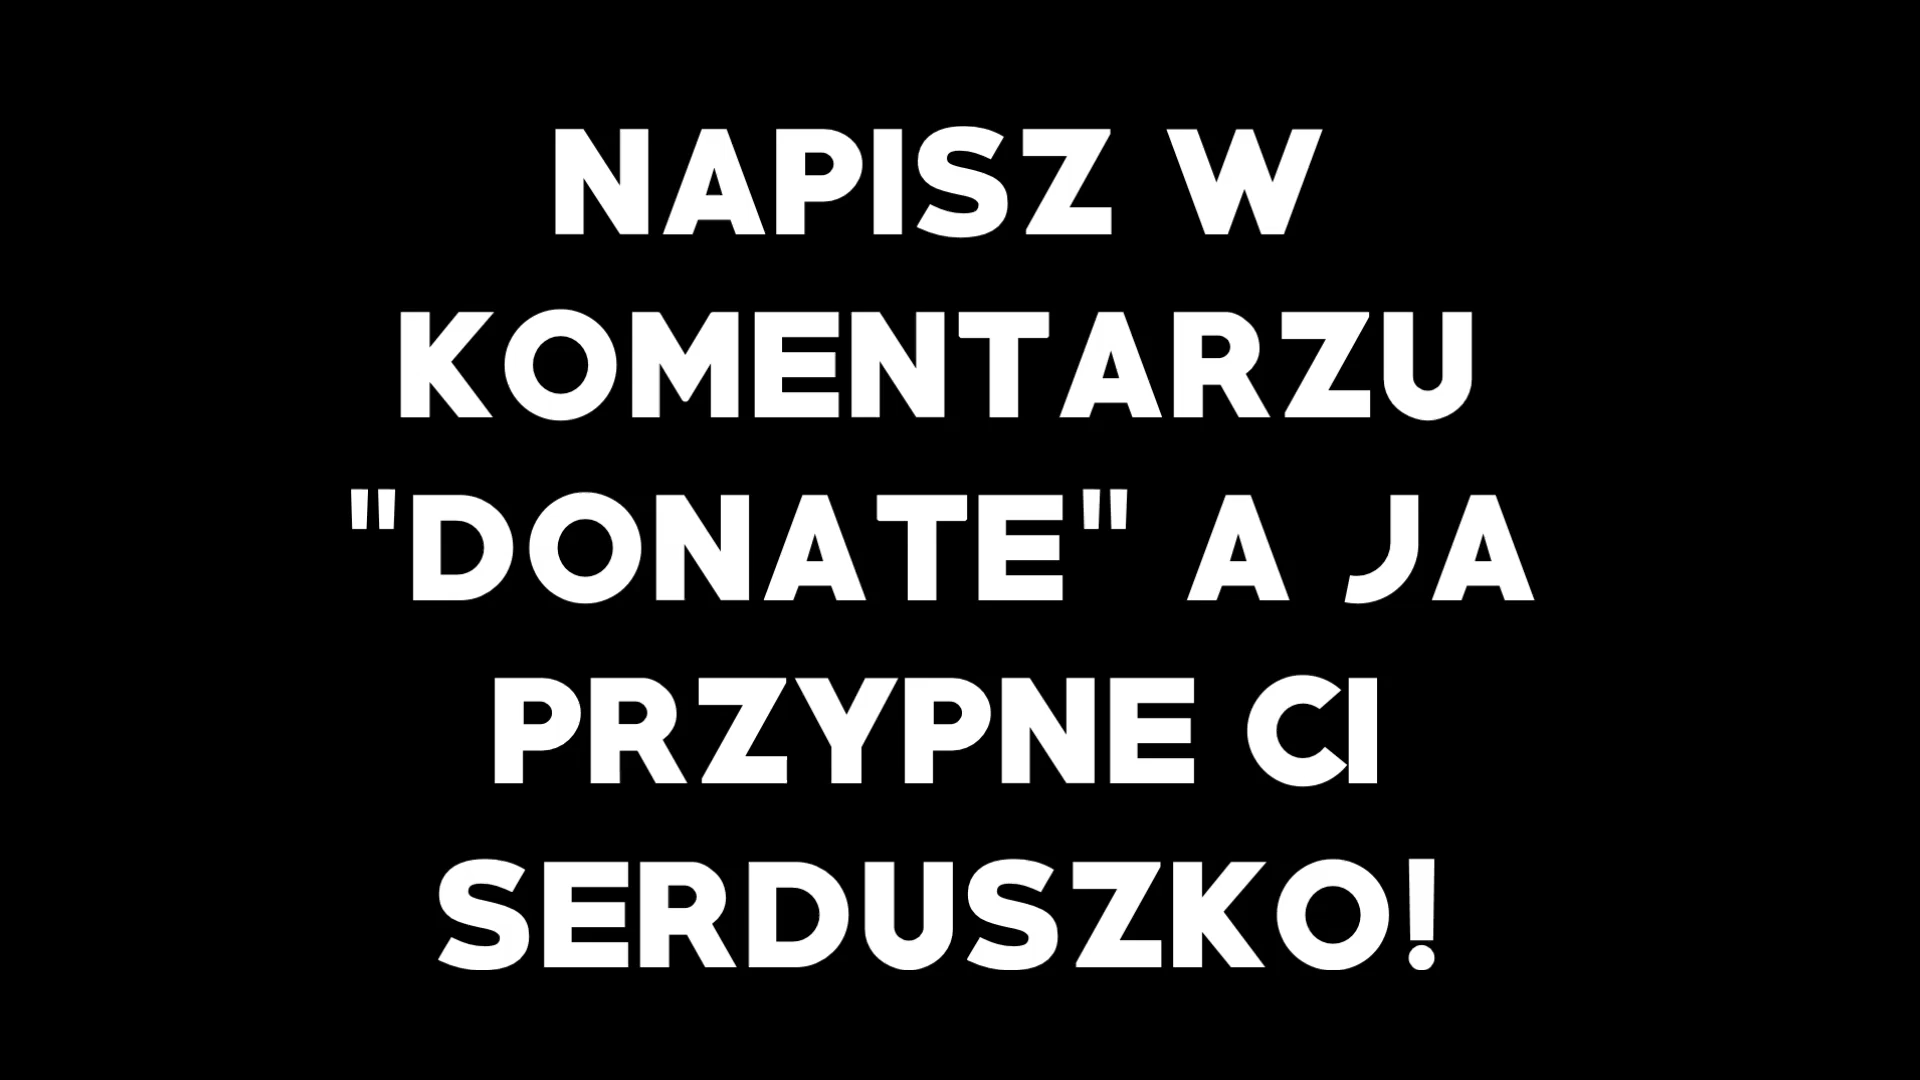 NAPISZ W
KOMENTARZU
"DONATE" A JA
PRZYPNE CI
SERDUSZKO!